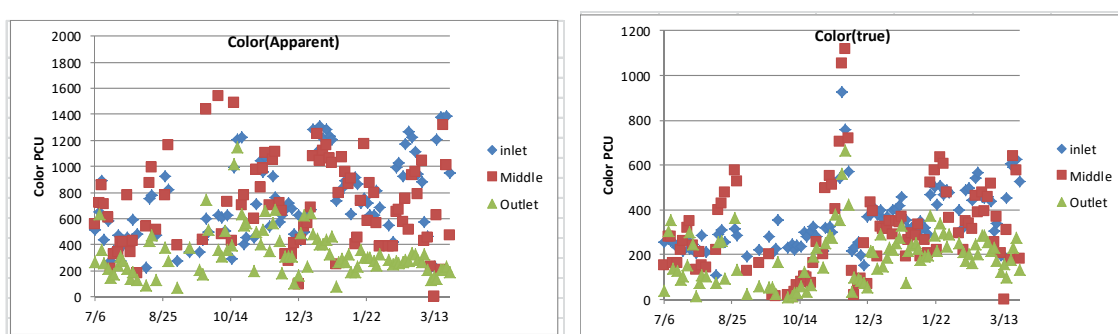 Color(Apparent)
Color PCU
2000
1800
1600
1400
1200
1000
800
600
400
200
0
7/6 8/25 10/14 12/3 1/22 3/13
inlet
Middle
Outlet
Color(true)
Color PCU
1200
1000
800
600
400
200
0
7/6 8/25 10/14 12/3 1/22 3/13
inlet
Middle
Outlet